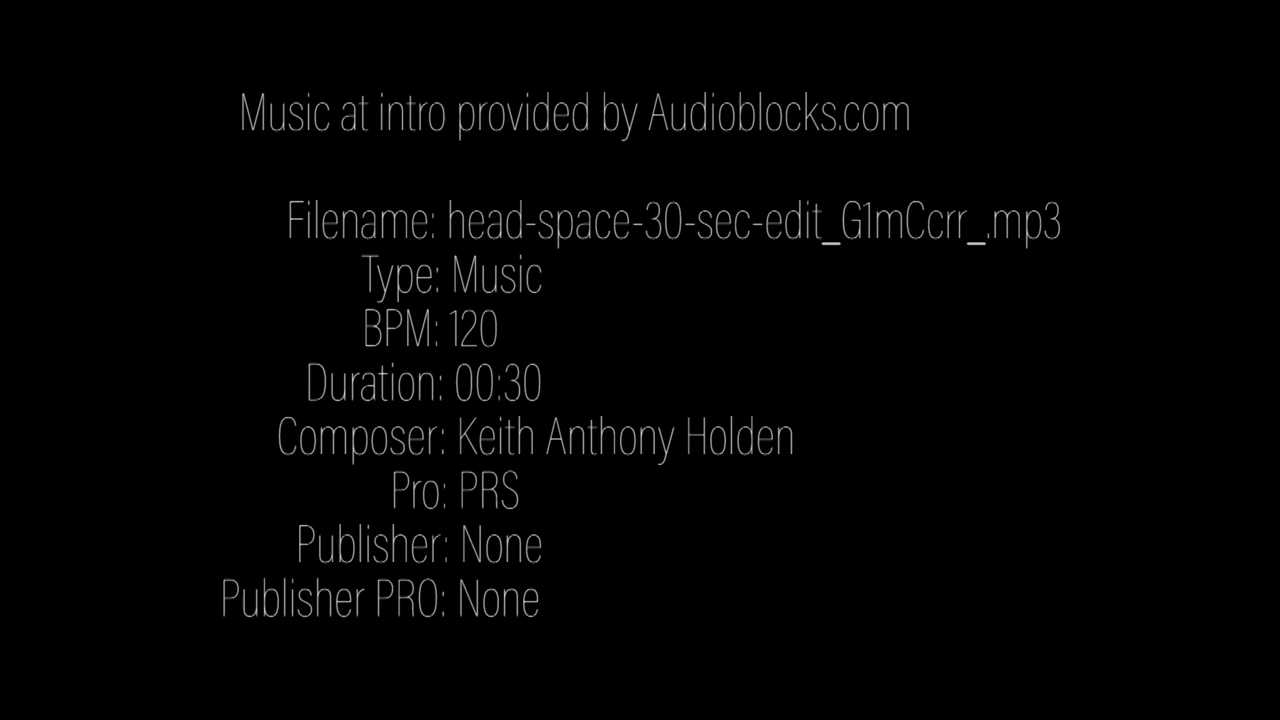 Music at intro provided by Audioblocks.com
Filename: head-space-30-sec-edit_G1mCcrr_.mp3
Type: Music
BPM: 120
Duration: 00:30
Composer: Keith Anthony Holden
Pro: PRS
Publisher: None
Publisher PRO: None